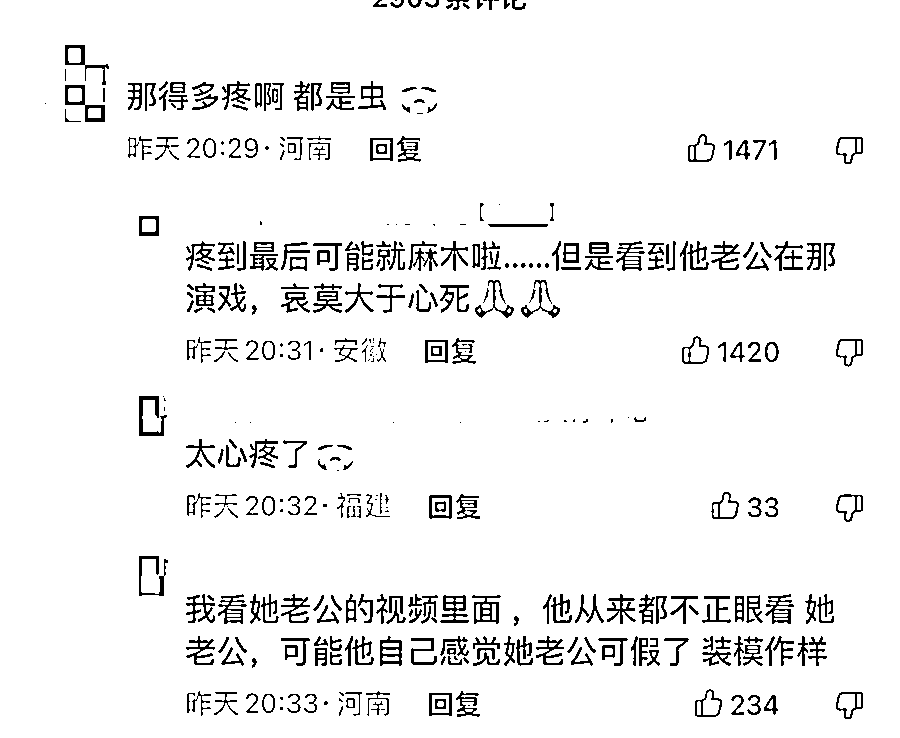 2903条评论
那得多疼啊 都是虫
昨天 20:29· 河南 回复 1471
疼到最后可能就麻木啦......但是看到他老公在那
演戏，哀莫大于心死🙏🙏
昨天 20:31· 安徽 回复 1420
太心疼了
昨天 20:32· 福建 回复 33
我看她老公的视频里面 ，他从来都不正眼看 她
老公，可能他自己感觉她老公可假了 装模作样
昨天 20:33· 河南 回复 234